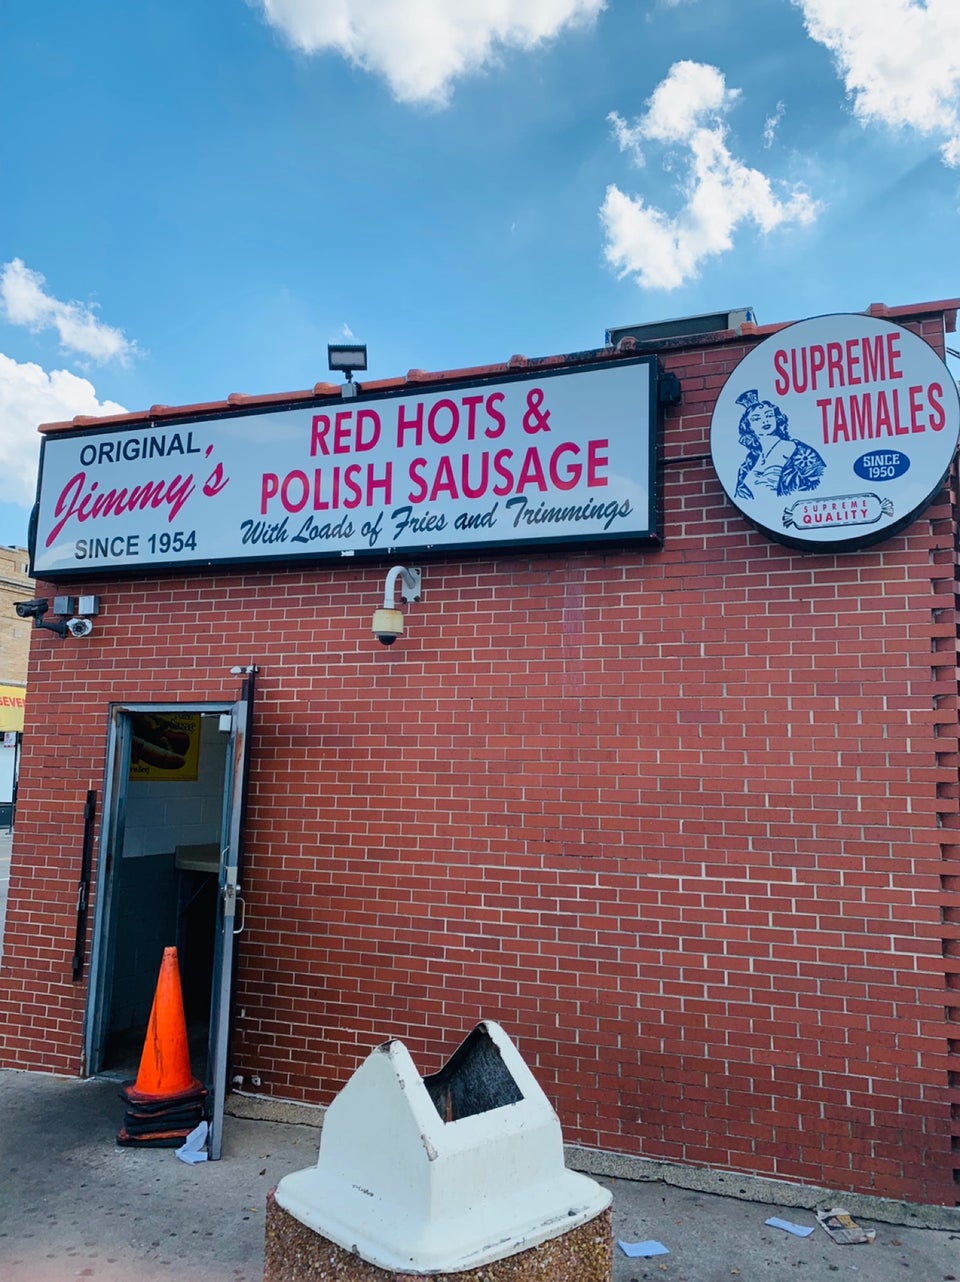 ORIGINAL,
Jimmy's
SINCE 1954
RED HOTS &
POLISH SAUSAGE
With Loads of Fries and Trimmings
SUPREME
TAMALES
SINCE
1950
SUPREME
QUALITY
Sausage